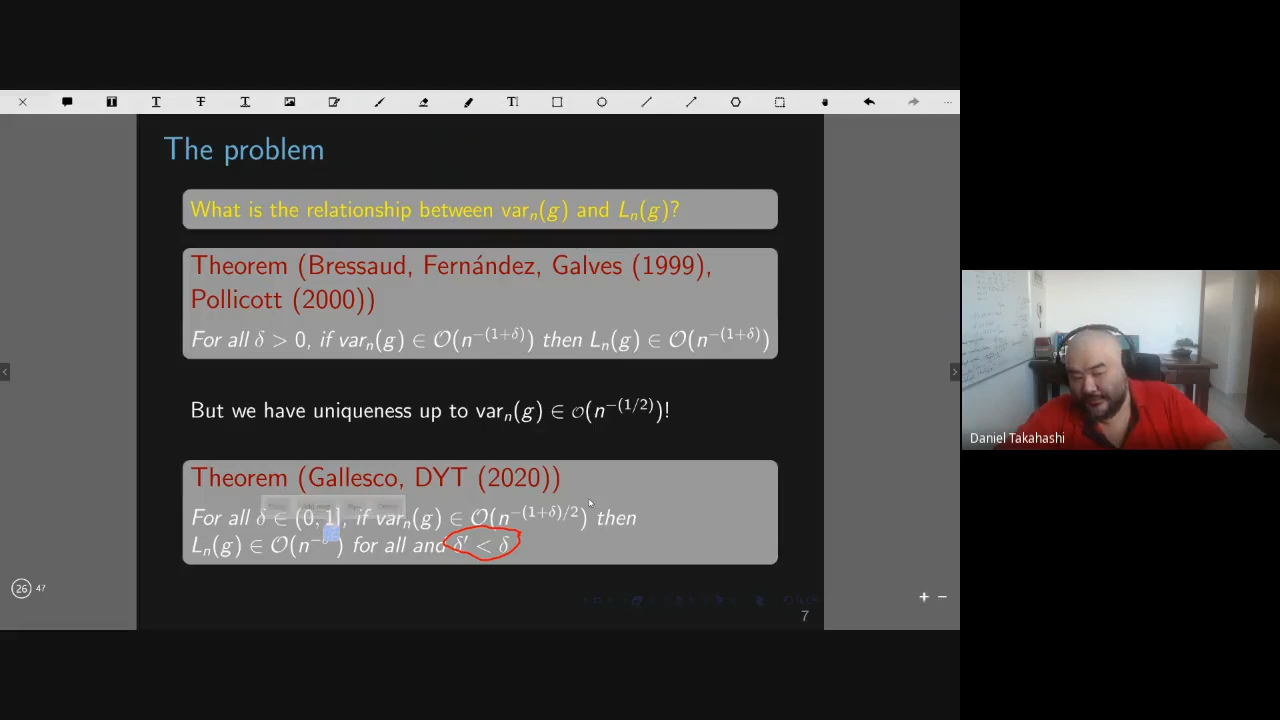 The problem
What is the relationship between varₙ(g) and Lₙ(g)?
Theorem (Bressaud, Fernández, Galves (1999),
Pollicott (2000))
For all δ > 0, if varₙ(g) ∈ O(n^{-(1+δ)}) then Lₙ(g) ∈ O(n^{-(1+δ)})
But we have uniqueness up to varₙ(g) ∈ o(n^{-(1/2)})!
Theorem (Gallesco, DYT (2020))
For all δ ∈ (0, 1], if varₙ(g) ∈ O(n^{-(1+δ)/2}) then
Lₙ(g) ∈ O(n^{-) for all and δ′ < δ
26 47
7
Daniel Takahashi